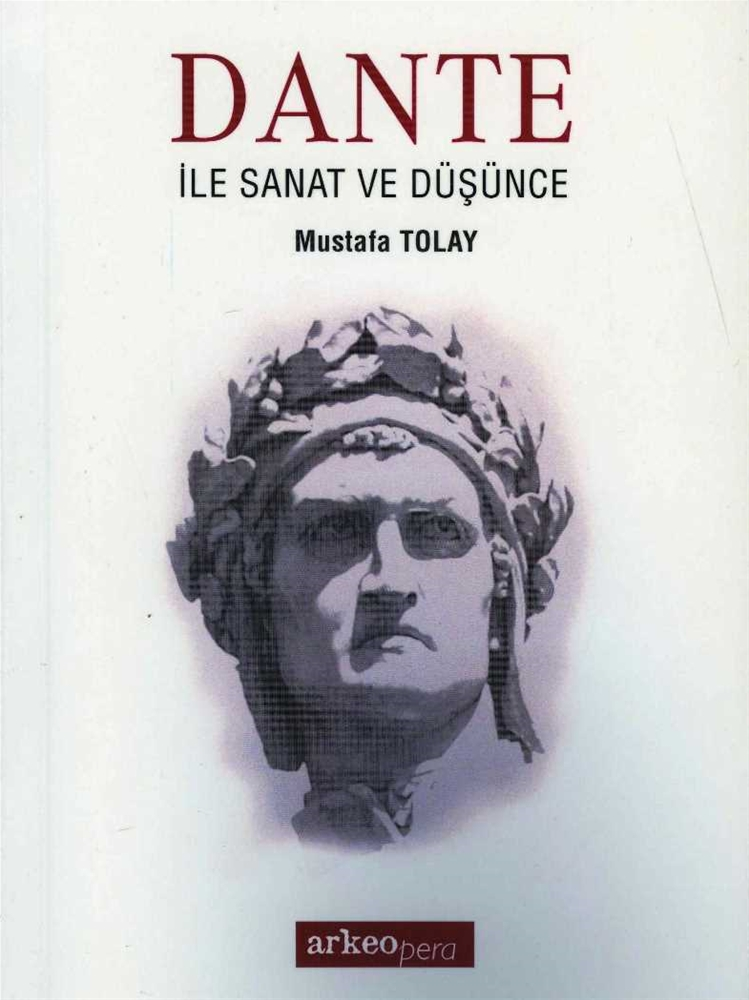 DANTE
İLE SANAT VE DÜŞÜNCE
Mustafa TOLAY
arkeopera